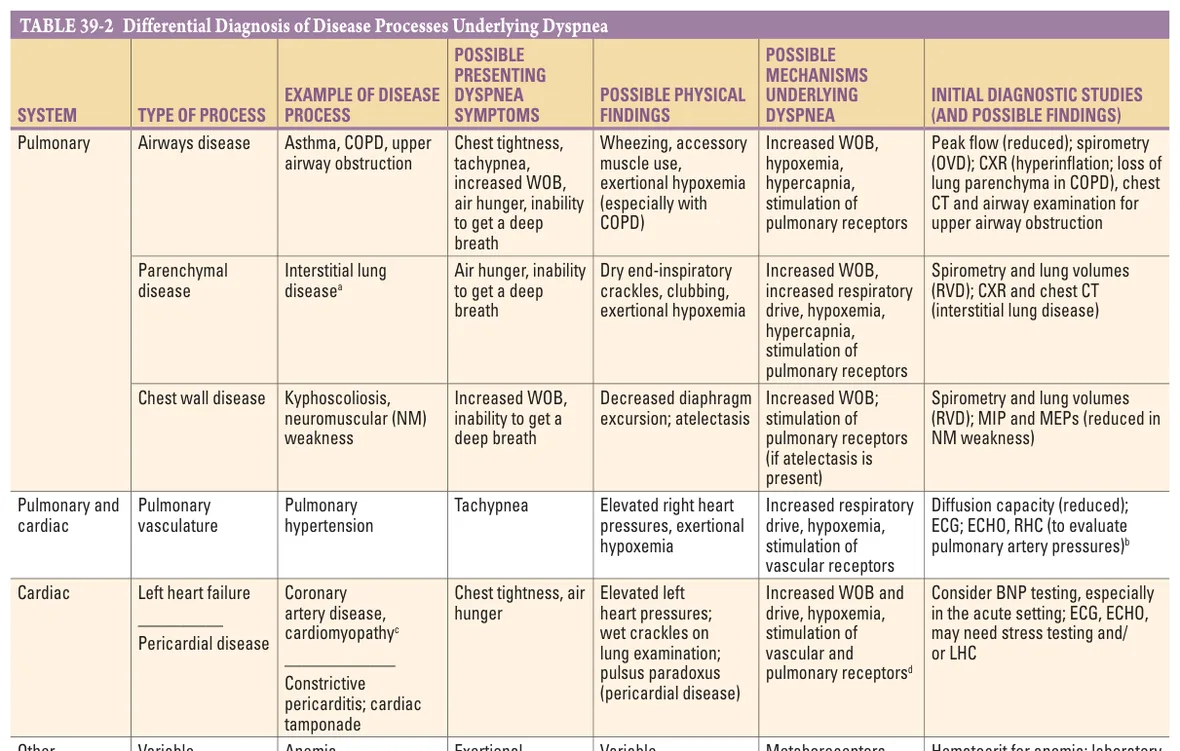 TABLE 39-2 Differential Diagnosis of Disease Processes Underlying Dyspnea
SYSTEM
TYPE OF PROCESS
EXAMPLE OF DISEASE
PROCESS
POSSIBLE
PRESENTING
DYSPNEA
SYMPTOMS
POSSIBLE PHYSICAL
FINDINGS
POSSIBLE
MECHANISMS
UNDERLYING
DYSPNEA
INITIAL DIAGNOSTIC STUDIES
(AND POSSIBLE FINDINGS)
Pulmonary
Airways disease
Asthma, COPD, upper
airway obstruction
Chest tightness,
tachypnea,
increased WOB,
air hunger, inability
to get a deep
breath
Wheezing, accessory
muscle use,
exertional hypoxemia
(especially with
COPD)
Increased WOB,
hypoxemia,
hypercapnia,
stimulation of
pulmonary receptors
Peak flow (reduced); spirometry
(OVD); CXR (hyperinflation; loss of
lung parenchyma in COPD), chest
CT and airway examination for
upper airway obstruction
Parenchymal
disease
Interstitial lung
diseaseᵃ
Air hunger, inability
to get a deep
breath
Dry end-inspiratory
crackles, clubbing,
exertional hypoxemia
Increased WOB,
increased respiratory
drive, hypoxemia,
hypercapnia,
stimulation of
pulmonary receptors
Spirometry and lung volumes
(RVD); CXR and chest CT
(interstitial lung disease)
Chest wall disease
Kyphoscoliosis,
neuromuscular (NM)
weakness
Increased WOB,
inability to get a
deep breath
Decreased diaphragm
excursion; atelectasis
Increased WOB;
stimulation of
pulmonary receptors
(if atelectasis is
present)
Spirometry and lung volumes
(RVD); MIP and MEPs (reduced in
NM weakness)
Pulmonary and
cardiac
Pulmonary
vasculature
Pulmonary
hypertension
Tachypnea
Elevated right heart
pressures, exertional
hypoxemia
Increased respiratory
drive, hypoxemia,
stimulation of
vascular receptors
Diffusion capacity (reduced);
ECG; ECHO, RHC (to evaluate
pulmonary artery pressures)ᵇ
Cardiac
Left heart failure
Pericardial disease
Coronary
artery disease,
cardiomyopathyᶜ
Constrictive
pericarditis; cardiac
tamponade
Chest tightness, air
hunger
Elevated left
heart pressures;
wet crackles on
lung examination;
pulsus paradoxus
(pericardial disease)
Increased WOB and
drive, hypoxemia,
stimulation of
vascular and
pulmonary receptorsᵈ
Consider BNP testing, especially
in the acute setting; ECG, ECHO,
may need stress testing and/
or LHC
Other
Variable
Anemia
Exertional
Variable
Metaboreceptors
Hematocrit for anemia; laboratory